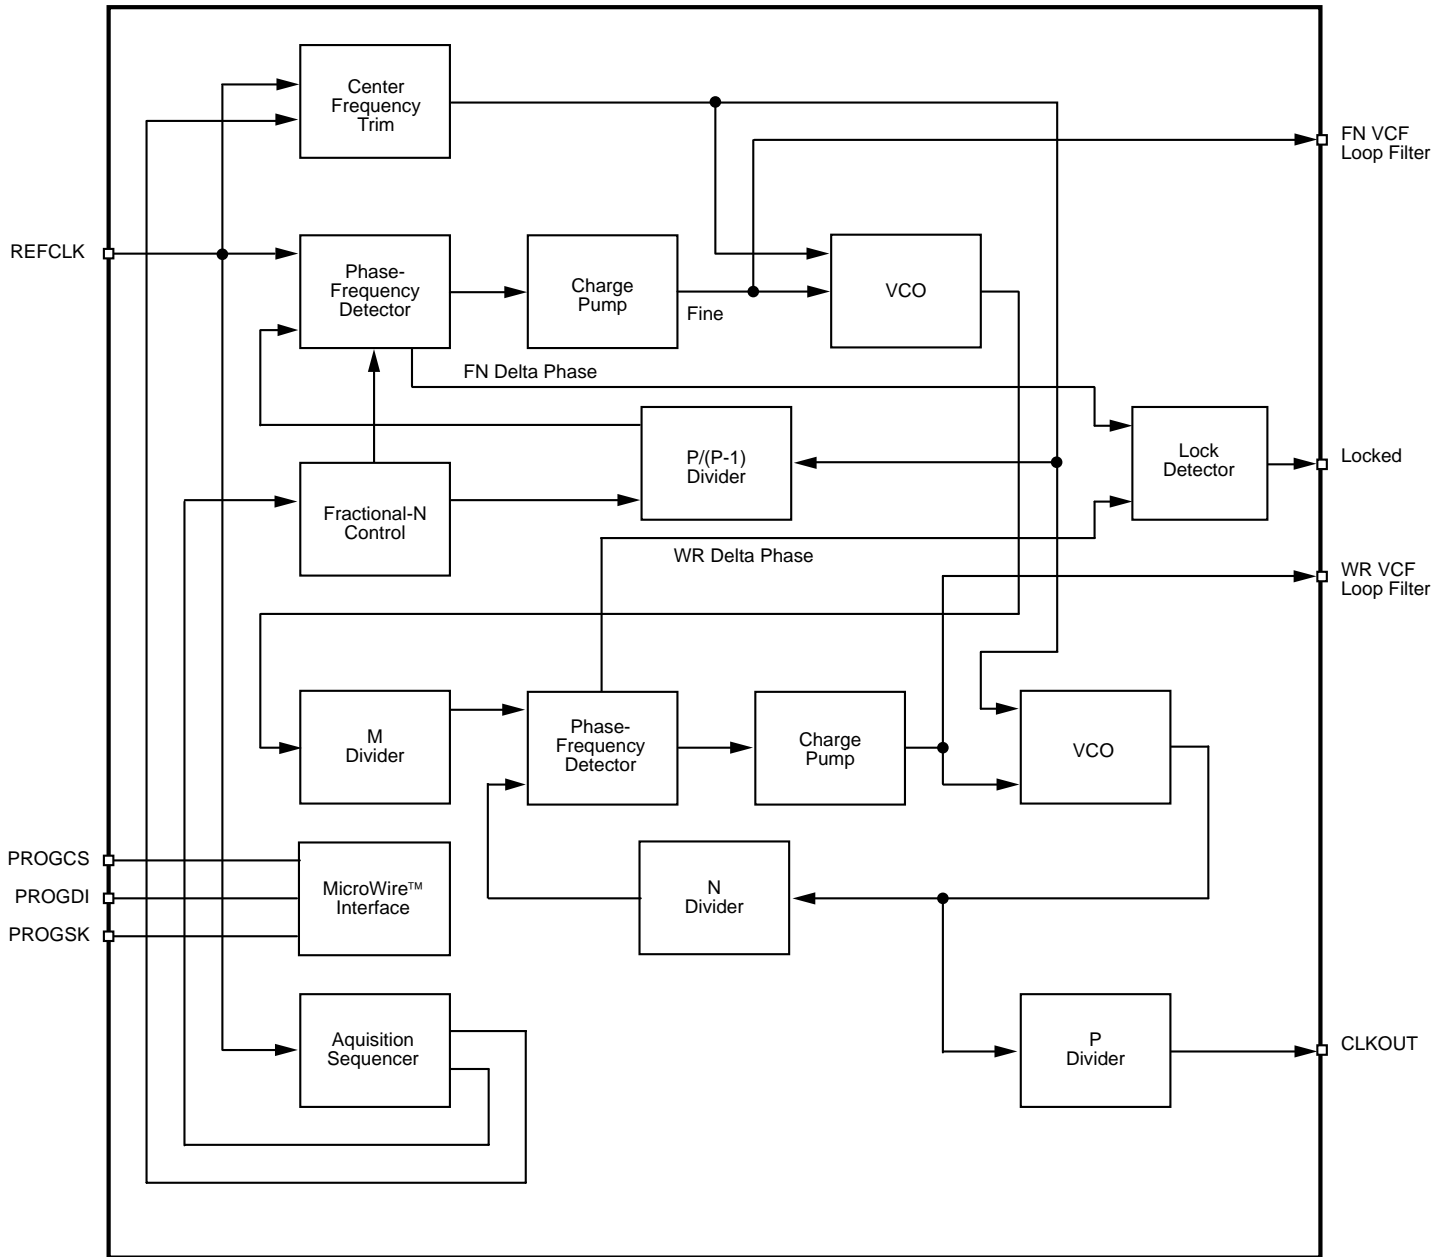 Center
Frequency
Trim
FN VCF
Loop Filter
REFCLK
Phase-
Frequency
Detector
Charge
Pump
Fine
VCO
FN Delta Phase
P/(P-1)
Divider
Lock
Detector
Locked
Fractional-N
Control
WR Delta Phase
WR VCF
Loop Filter
M
Divider
Phase-
Frequency
Detector
Charge
Pump
VCO
PROGCS
PROGDI
PROGSK
MicroWire™
Interface
N
Divider
Aquisition
Sequencer
P
Divider
CLKOUT